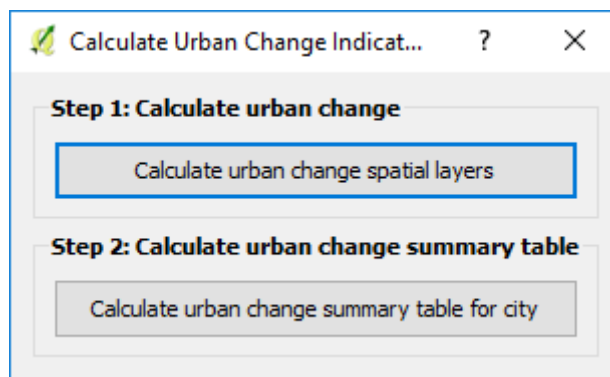 Calculate Urban Change Indicat... ?
Step 1: Calculate urban change
Calculate urban change spatial layers
Step 2: Calculate urban change summary table
Calculate urban change summary table for city